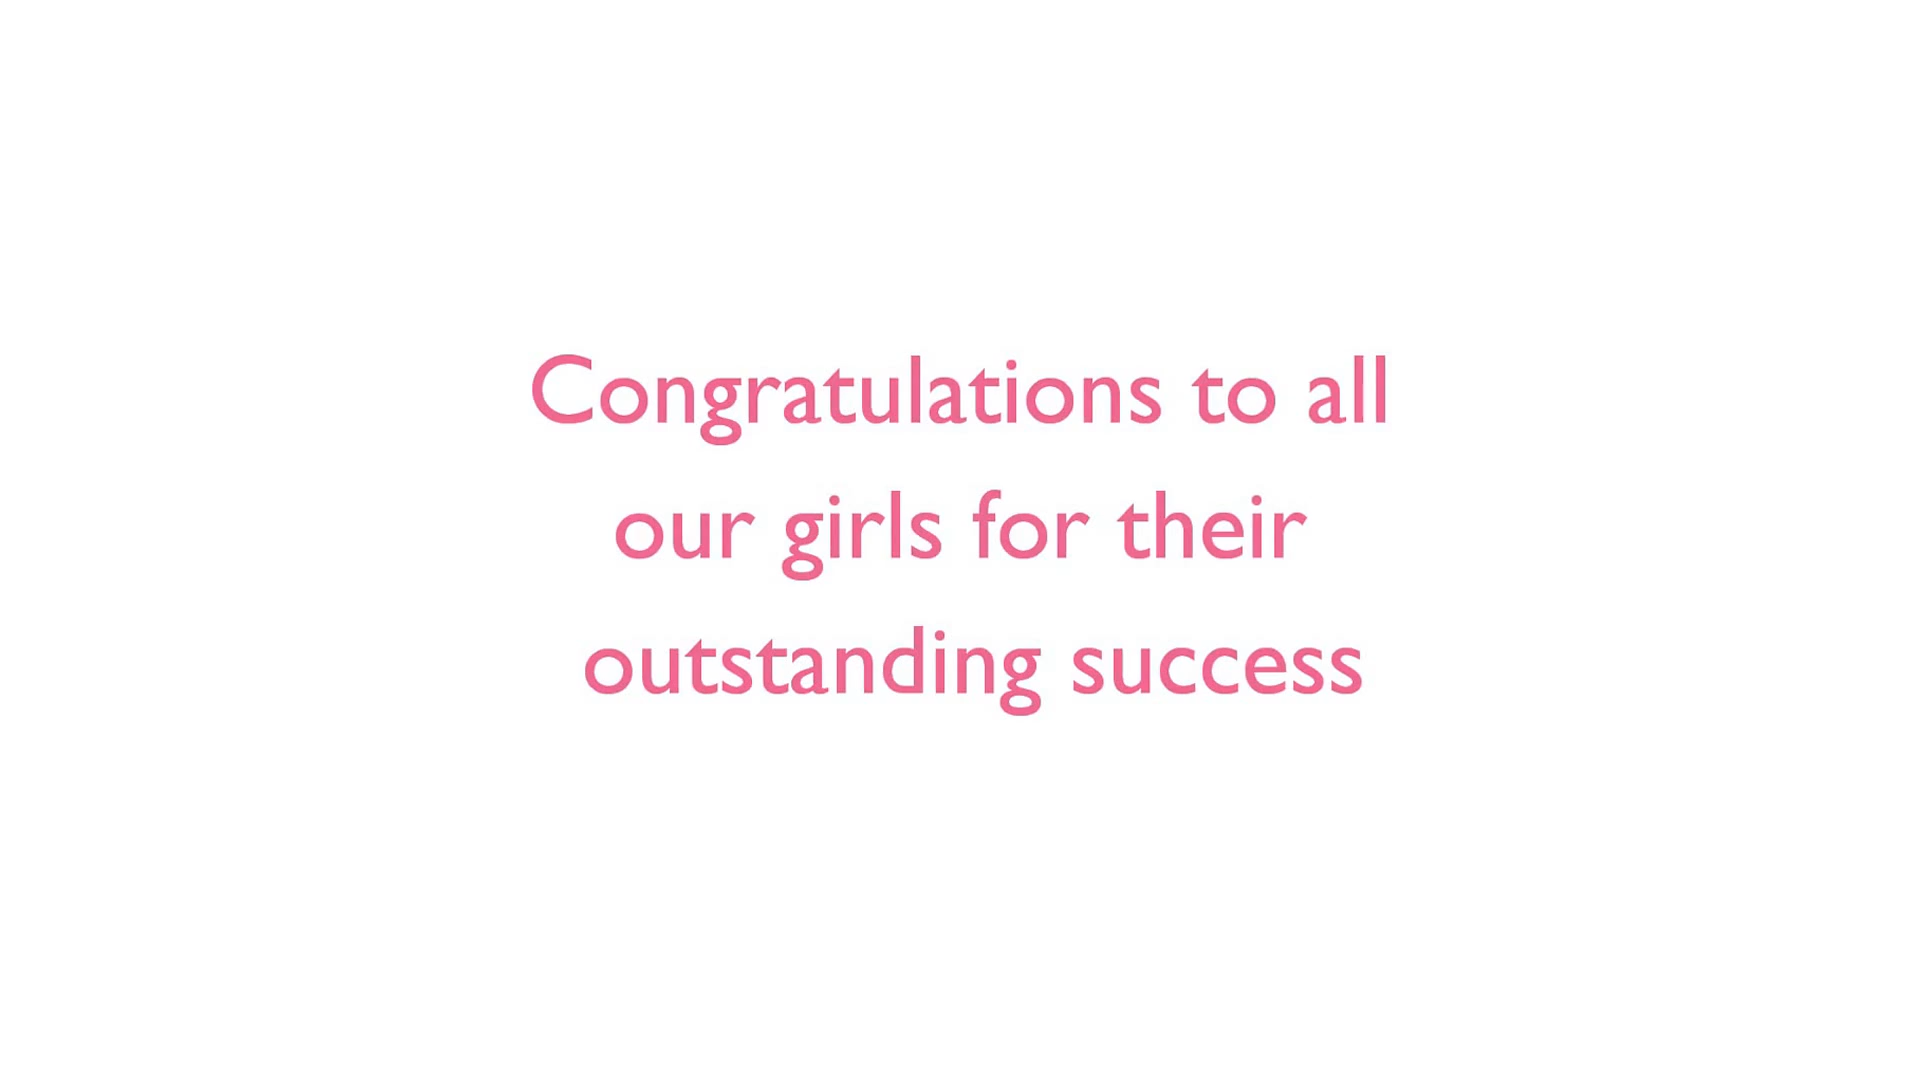 Congratulations to all
our girls for their
outstanding success